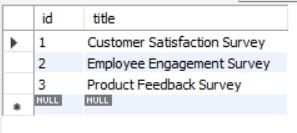 id title
1 Customer Satisfaction Survey
2 Employee Engagement Survey
3 Product Feedback Survey
NULL NULL